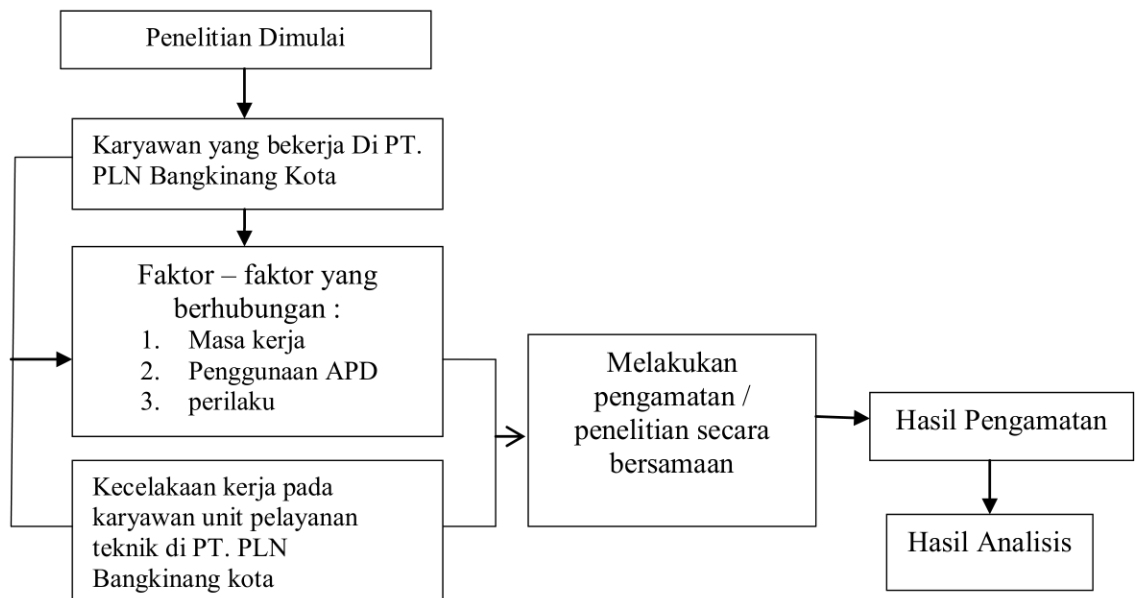 Penelitian Dimulai
Karyawan yang bekerja Di PT.
PLN Bangkinang Kota
Faktor – faktor yang
berhubungan :
1. Masa kerja
2. Penggunaan APD
3. perilaku
Kecelakaan kerja pada
karyawan unit pelayanan
teknik di PT. PLN
Bangkinang kota
Melakukan
pengamatan /
penelitian secara
bersamaan
Hasil Pengamatan
Hasil Analisis